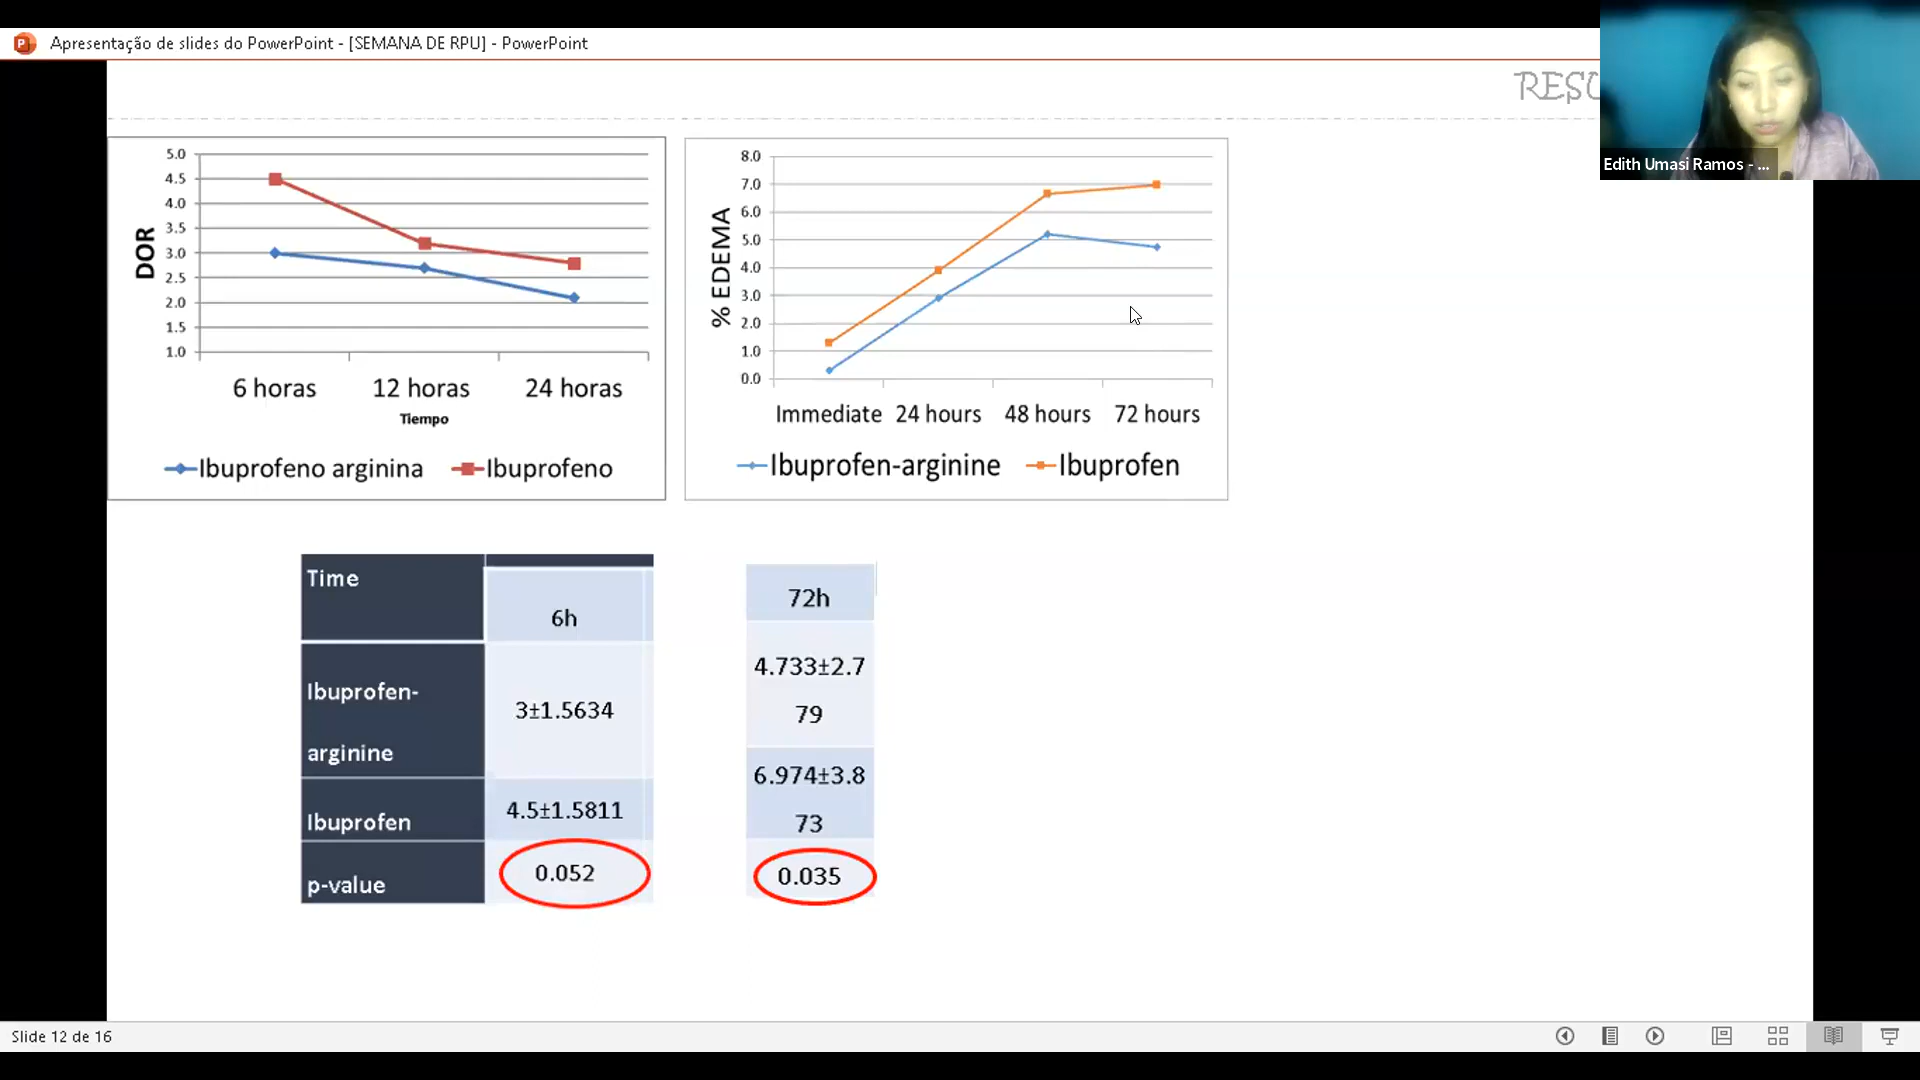 Apresentação de slides do PowerPoint - [SEMANA DE RPU] - PowerPoint
Edith Umasi Ramos - ...
DOR
5.0
4.5
4.0
3.5
3.0
2.5
2.0
1.5
1.0
6 horas 12 horas 24 horas
Tiempo
Ibuprofeno arginina Ibuprofeno
% EDEMA
8.0
7.0
6.0
5.0
4.0
3.0
2.0
1.0
0.0
Immediate 24 hours 48 hours 72 hours
Ibuprofen-arginine Ibuprofen
Time
6h
Ibuprofen-
arginine
3±1.5634
Ibuprofen
4.5±1.5811
p-value
0.052
72h
4.733±2.7
79
6.974±3.8
73
0.035
Slide 12 de 16